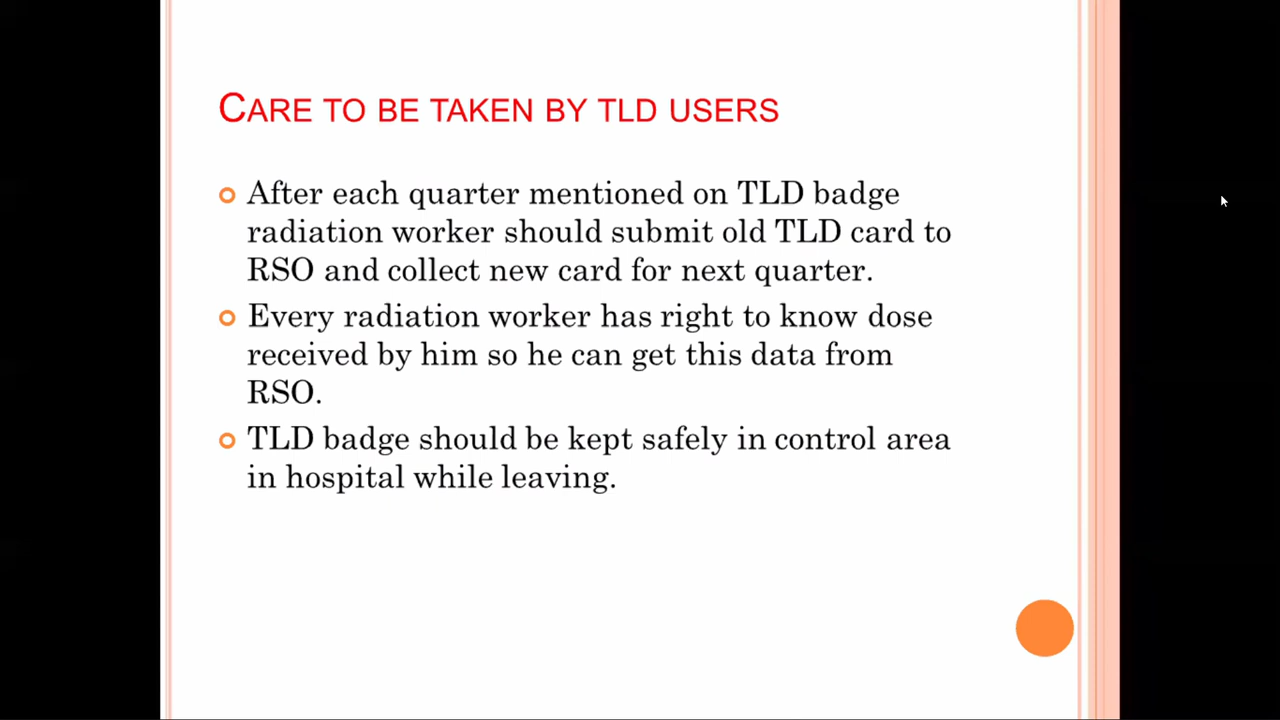 CARE TO BE TAKEN BY TLD USERS
After each quarter mentioned on TLD badge
radiation worker should submit old TLD card to
RSO and collect new card for next quarter.
Every radiation worker has right to know dose
received by him so he can get this data from
RSO.
TLD badge should be kept safely in control area
in hospital while leaving.